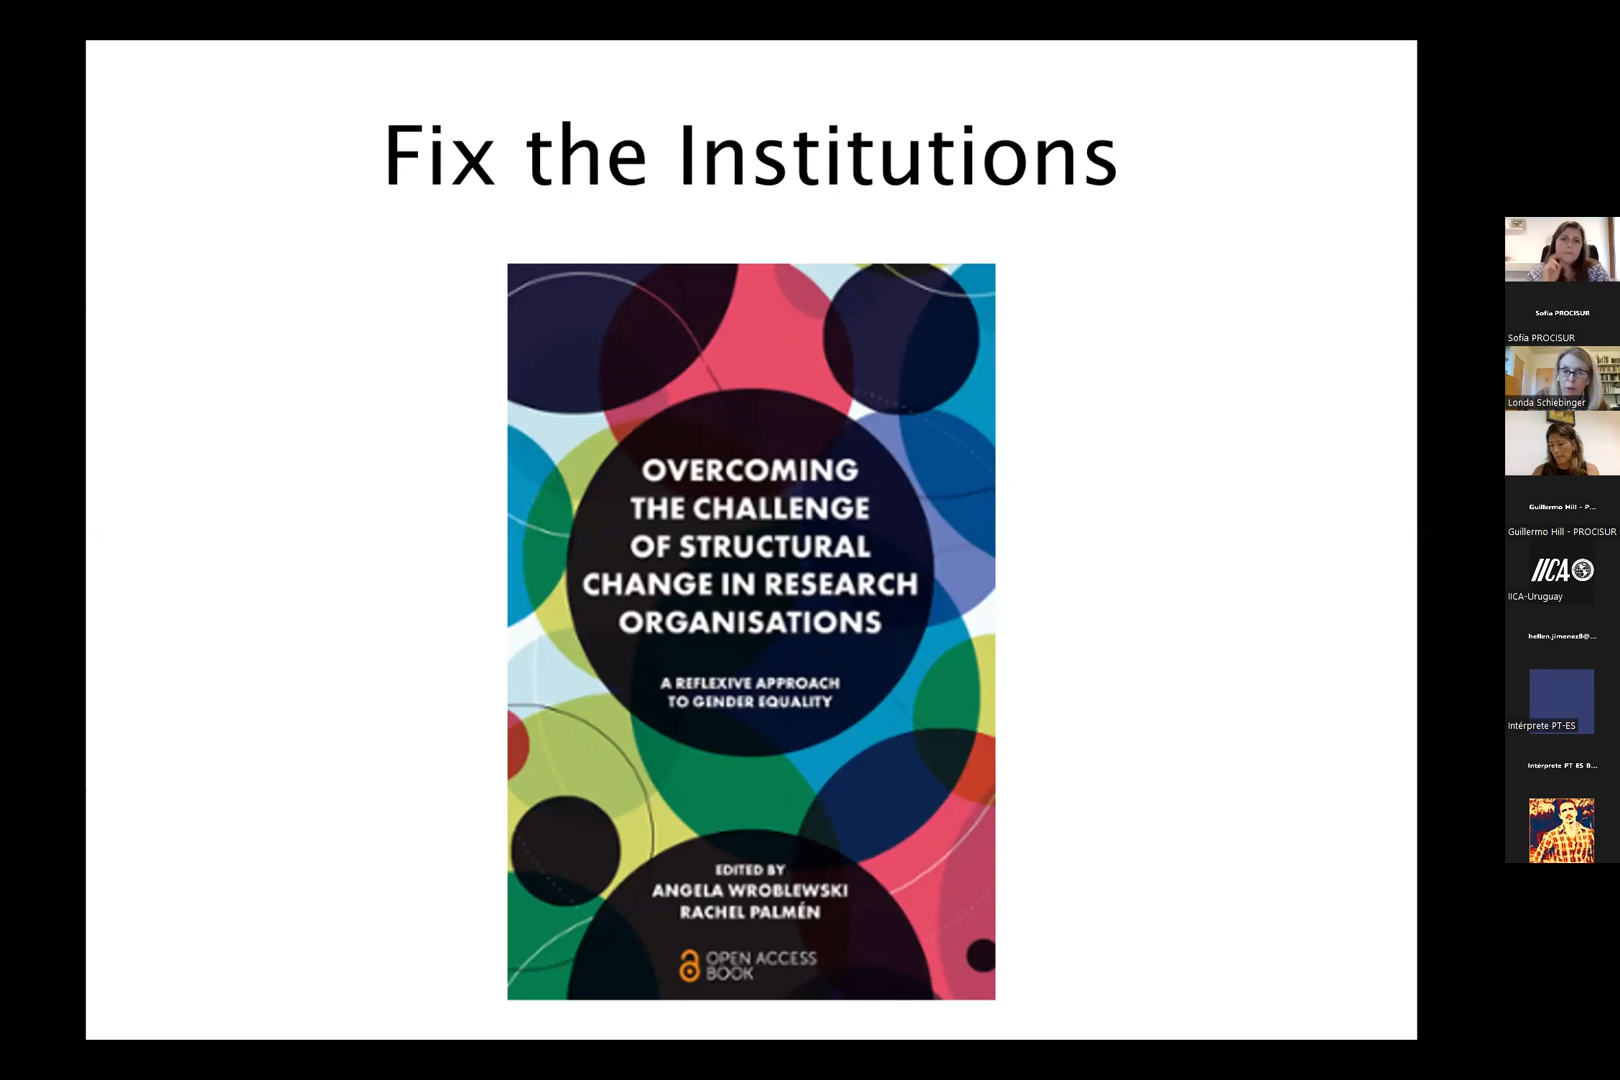 Fix the Institutions
OVERCOMING
THE CHALLENGE
OF STRUCTURAL
CHANGE IN RESEARCH
ORGANISATIONS
A REFLEXIVE APPROACH
TO GENDER EQUALITY
EDITED BY
ANGELA WROBLEWSKI
RACHEL PALMÉN
OPEN ACCESS
BOOK
Sofía PROCISUR
Sofía PROCISUR
Londa Schiebinger
Guillermo Hill - P...
Guillermo Hill - PROCISUR
IICA
IICA-Uruguay
hellen.jimenez8@...
Intérprete PT-ES
Intérprete PT ES B...